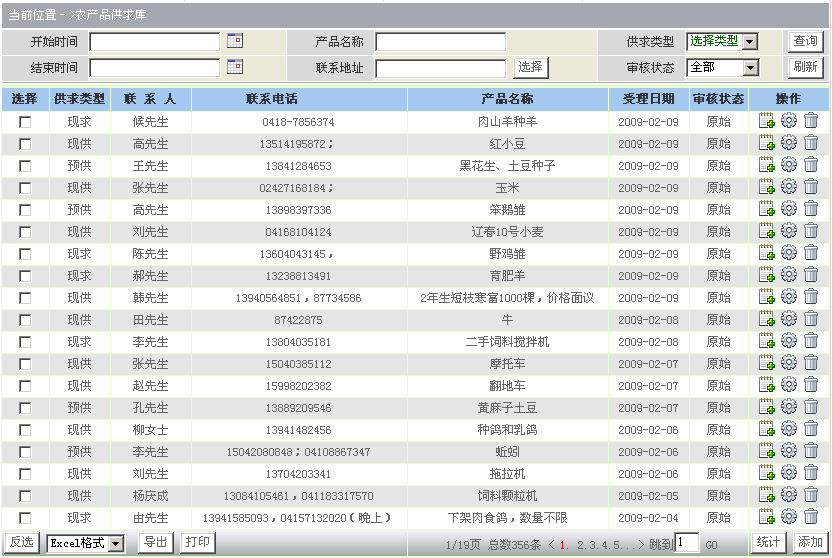 当前位置－>农产品供求库
开始时间 产品名称 供求类型 选择类型 查询
结束时间 联系地址 选择 审核状态 全部 刷新
选择 供求类型 联 系 人 联系电话 产品名称 受理日期 审核状态 操作
现求 候先生 0418-7856374 肉山羊种羊 2009-02-09 原始
现供 高先生 13514195872； 红小豆 2009-02-09 原始
预供 王先生 13841284653 黑花生、土豆种子 2009-02-09 原始
现供 张先生 02427168184； 玉米 2009-02-09 原始
预供 高先生 13898397336 笨鹅雏 2009-02-09 原始
现供 刘先生 04168104124 辽春10号小麦 2009-02-09 原始
现求 陈先生 13604043145， 野鸡雏 2009-02-09 原始
现求 郝先生 13238813491 育肥羊 2009-02-09 原始
现供 韩先生 13940564851，87734586 2年生短枝寒富1000棵，价格面议 2009-02-09 原始
现供 田先生 87422875 牛 2009-02-08 原始
现求 李先生 13804035181 二手饲料搅拌机 2009-02-08 原始
现供 张先生 15040385112 摩托车 2009-02-07 原始
现供 赵先生 15998202382 翻地车 2009-02-07 原始
预供 孔先生 13889209546 黄麻子土豆 2009-02-07 原始
现供 柳女士 13941482456 种鸽和乳鸽 2009-02-06 原始
预供 李先生 15042080848；04108867347 蚯蚓 2009-02-06 原始
现供 刘先生 13704203341 拖拉机 2009-02-06 原始
现供 杨庆成 13084105461，041183317570 饲料颗粒机 2009-02-05 原始
现求 由先生 13941585093，04157132020（晚上） 下架肉食鸽，数量不限 2009-02-04 原始
反选 Excel格式 导出 打印 1/19页 总数356条 < 1. 2.3.4.5...> 跳到 1 GO 统计 添加